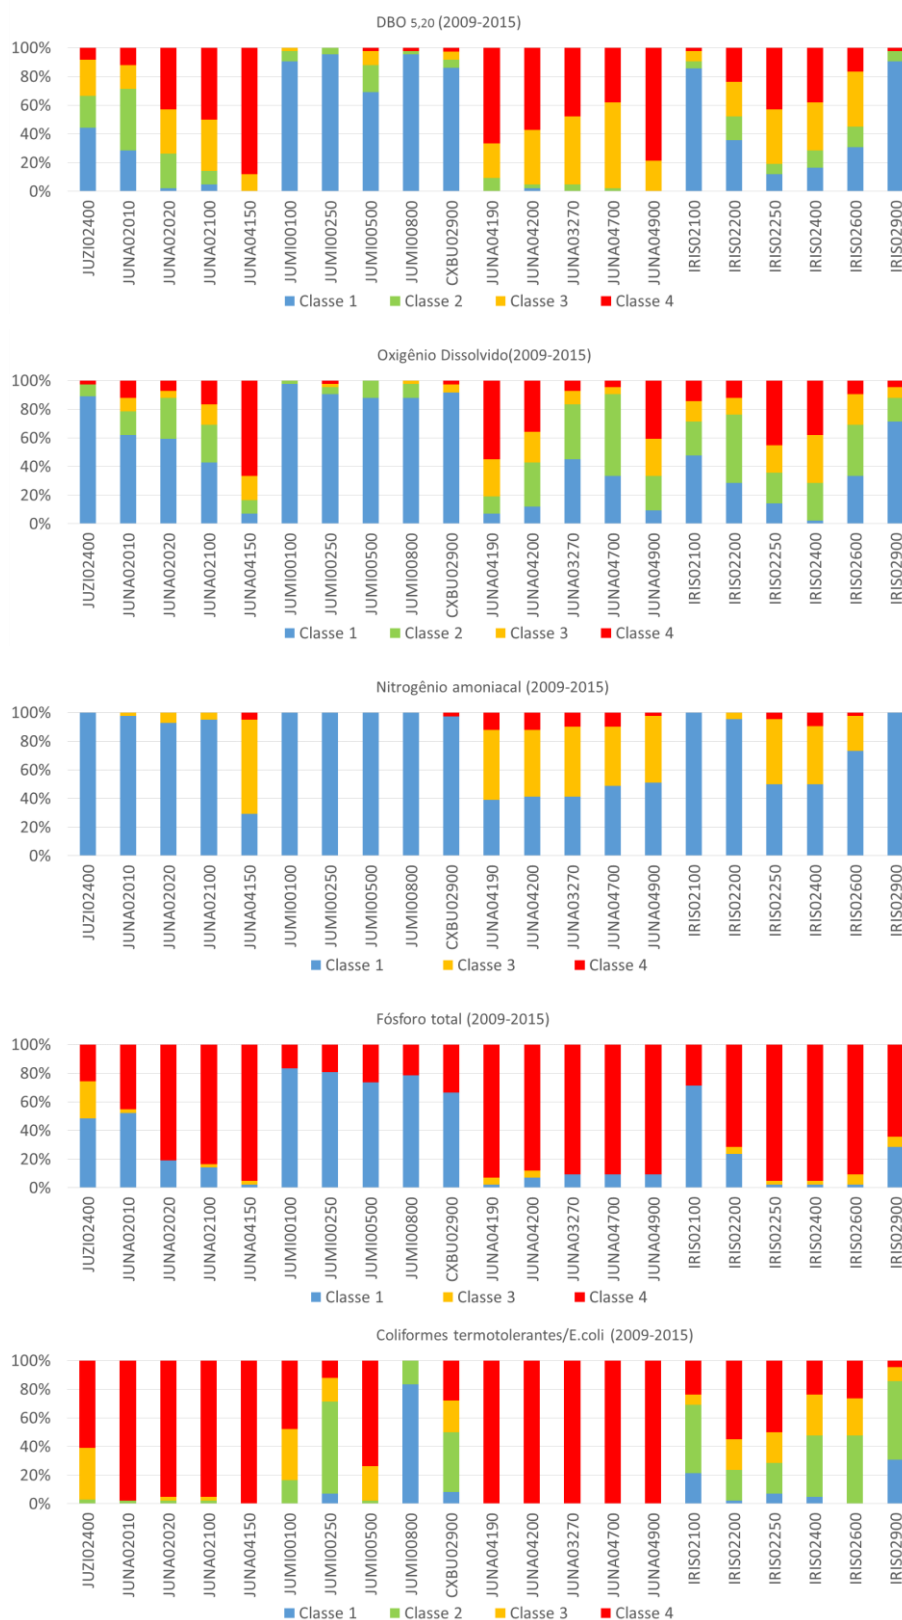 DBO 5,20 (2009-2015)
100%
80%
60%
40%
20%
0%
JUZI02400
JUNA02010
JUNA02020
JUNA02100
JUNA04150
JUMI00100
JUMI00250
JUMI00500
JUMI00800
CXBU02900
JUNA04190
JUNA04200
JUNA03270
JUNA04700
JUNA04900
IRIS02100
IRIS02200
IRIS02250
IRIS02400
IRIS02600
IRIS02900
Classe 1 Classe 2 Classe 3 Classe 4
Oxigênio Dissolvido(2009-2015)
100%
80%
60%
40%
20%
0%
JUZI02400
JUNA02010
JUNA02020
JUNA02100
JUNA04150
JUMI00100
JUMI00250
JUMI00500
JUMI00800
CXBU02900
JUNA04190
JUNA04200
JUNA03270
JUNA04700
JUNA04900
IRIS02100
IRIS02200
IRIS02250
IRIS02400
IRIS02600
IRIS02900
Classe 1 Classe 2 Classe 3 Classe 4
Nitrogênio amoniacal (2009-2015)
100%
80%
60%
40%
20%
0%
JUZI02400
JUNA02010
JUNA02020
JUNA02100
JUNA04150
JUMI00100
JUMI00250
JUMI00500
JUMI00800
CXBU02900
JUNA04190
JUNA04200
JUNA03270
JUNA04700
JUNA04900
IRIS02100
IRIS02200
IRIS02250
IRIS02400
IRIS02600
IRIS02900
Classe 1 Classe 3 Classe 4
Fósforo total (2009-2015)
100%
80%
60%
40%
20%
0%
JUZI02400
JUNA02010
JUNA02020
JUNA02100
JUNA04150
JUMI00100
JUMI00250
JUMI00500
JUMI00800
CXBU02900
JUNA04190
JUNA04200
JUNA03270
JUNA04700
JUNA04900
IRIS02100
IRIS02200
IRIS02250
IRIS02400
IRIS02600
IRIS02900
Classe 1 Classe 3 Classe 4
Coliformes termotolerantes/E.coli (2009-2015)
100%
80%
60%
40%
20%
0%
JUZI02400
JUNA02010
JUNA02020
JUNA02100
JUNA04150
JUMI00100
JUMI00250
JUMI00500
JUMI00800
CXBU02900
JUNA04190
JUNA04200
JUNA03270
JUNA04700
JUNA04900
IRIS02100
IRIS02200
IRIS02250
IRIS02400
IRIS02600
IRIS02900
Classe 1 Classe 2 Classe 3 Classe 4